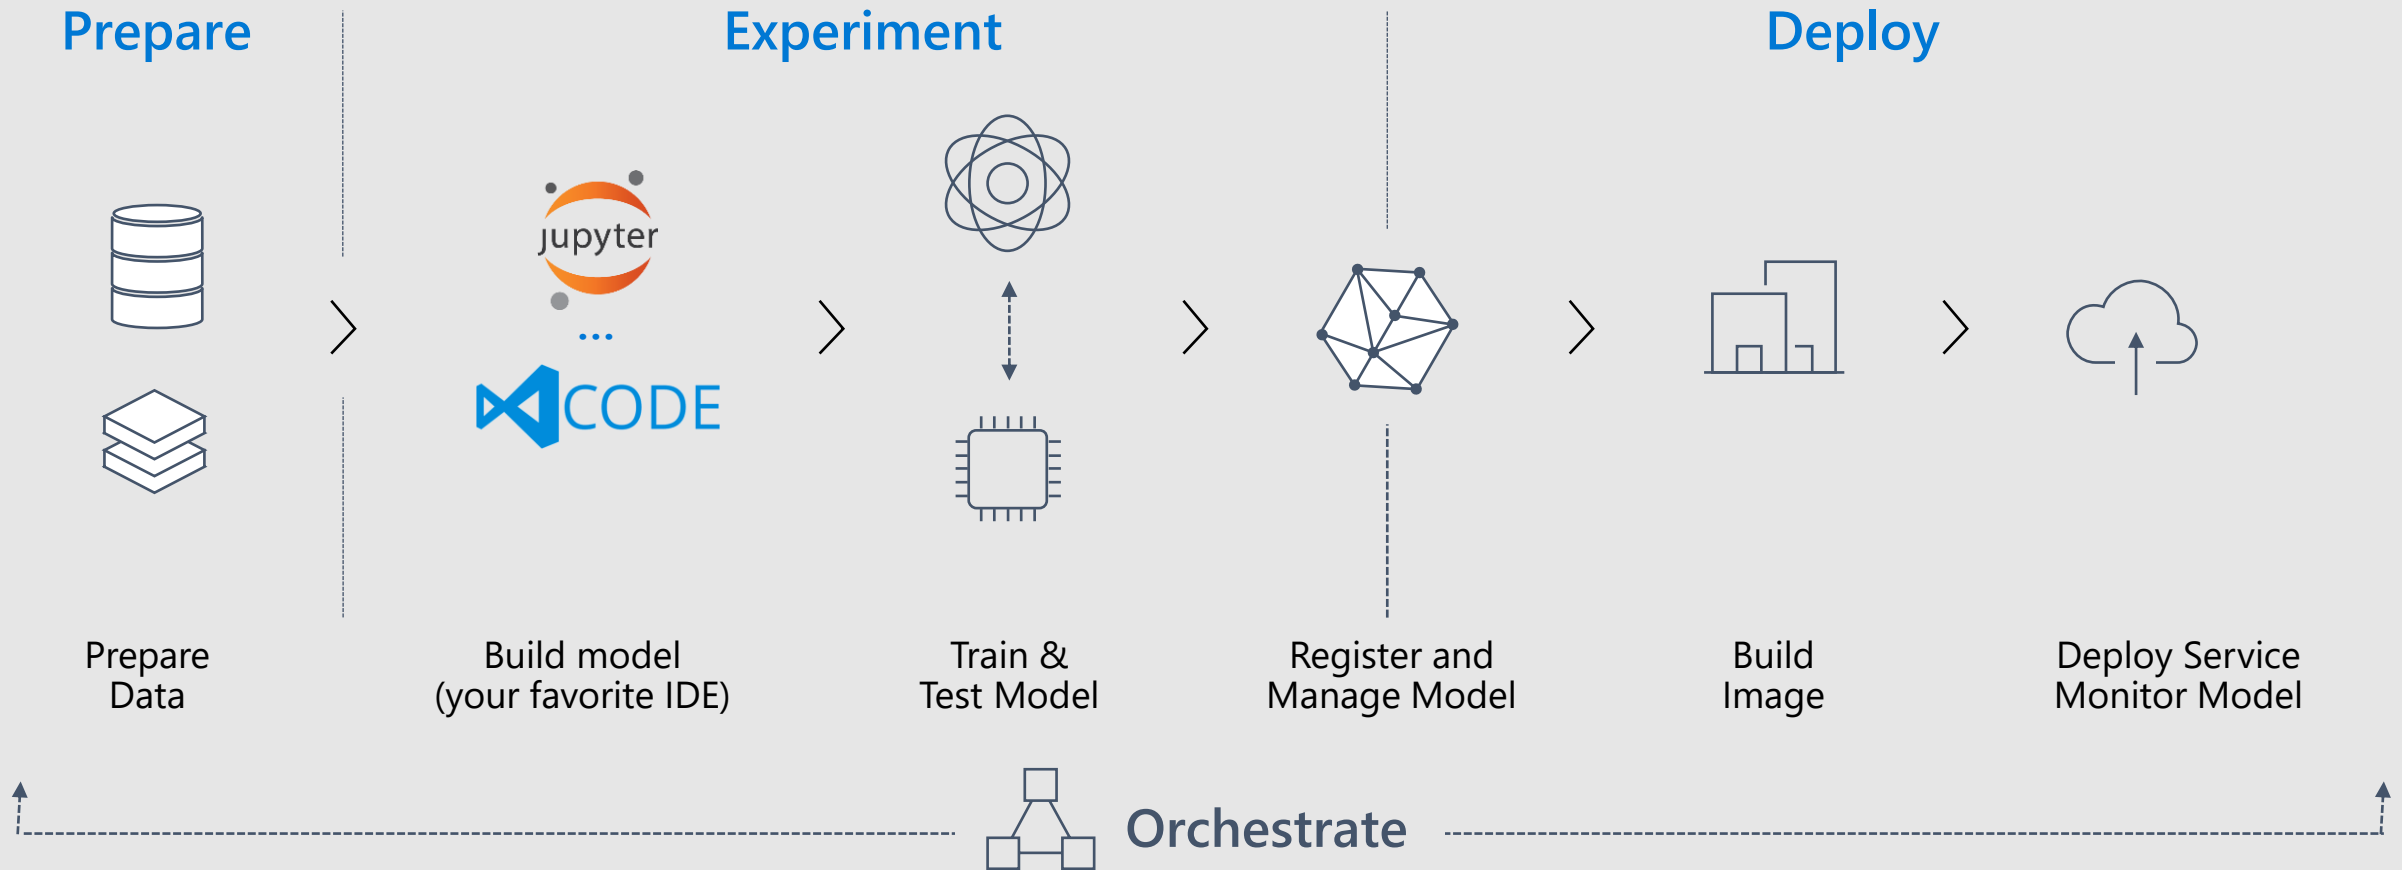 Prepare
Experiment
Deploy
jupyter
...
CODE
Prepare
Data
Build model
(your favorite IDE)
Train &
Test Model
Register and
Manage Model
Build
Image
Deploy Service
Monitor Model
Orchestrate